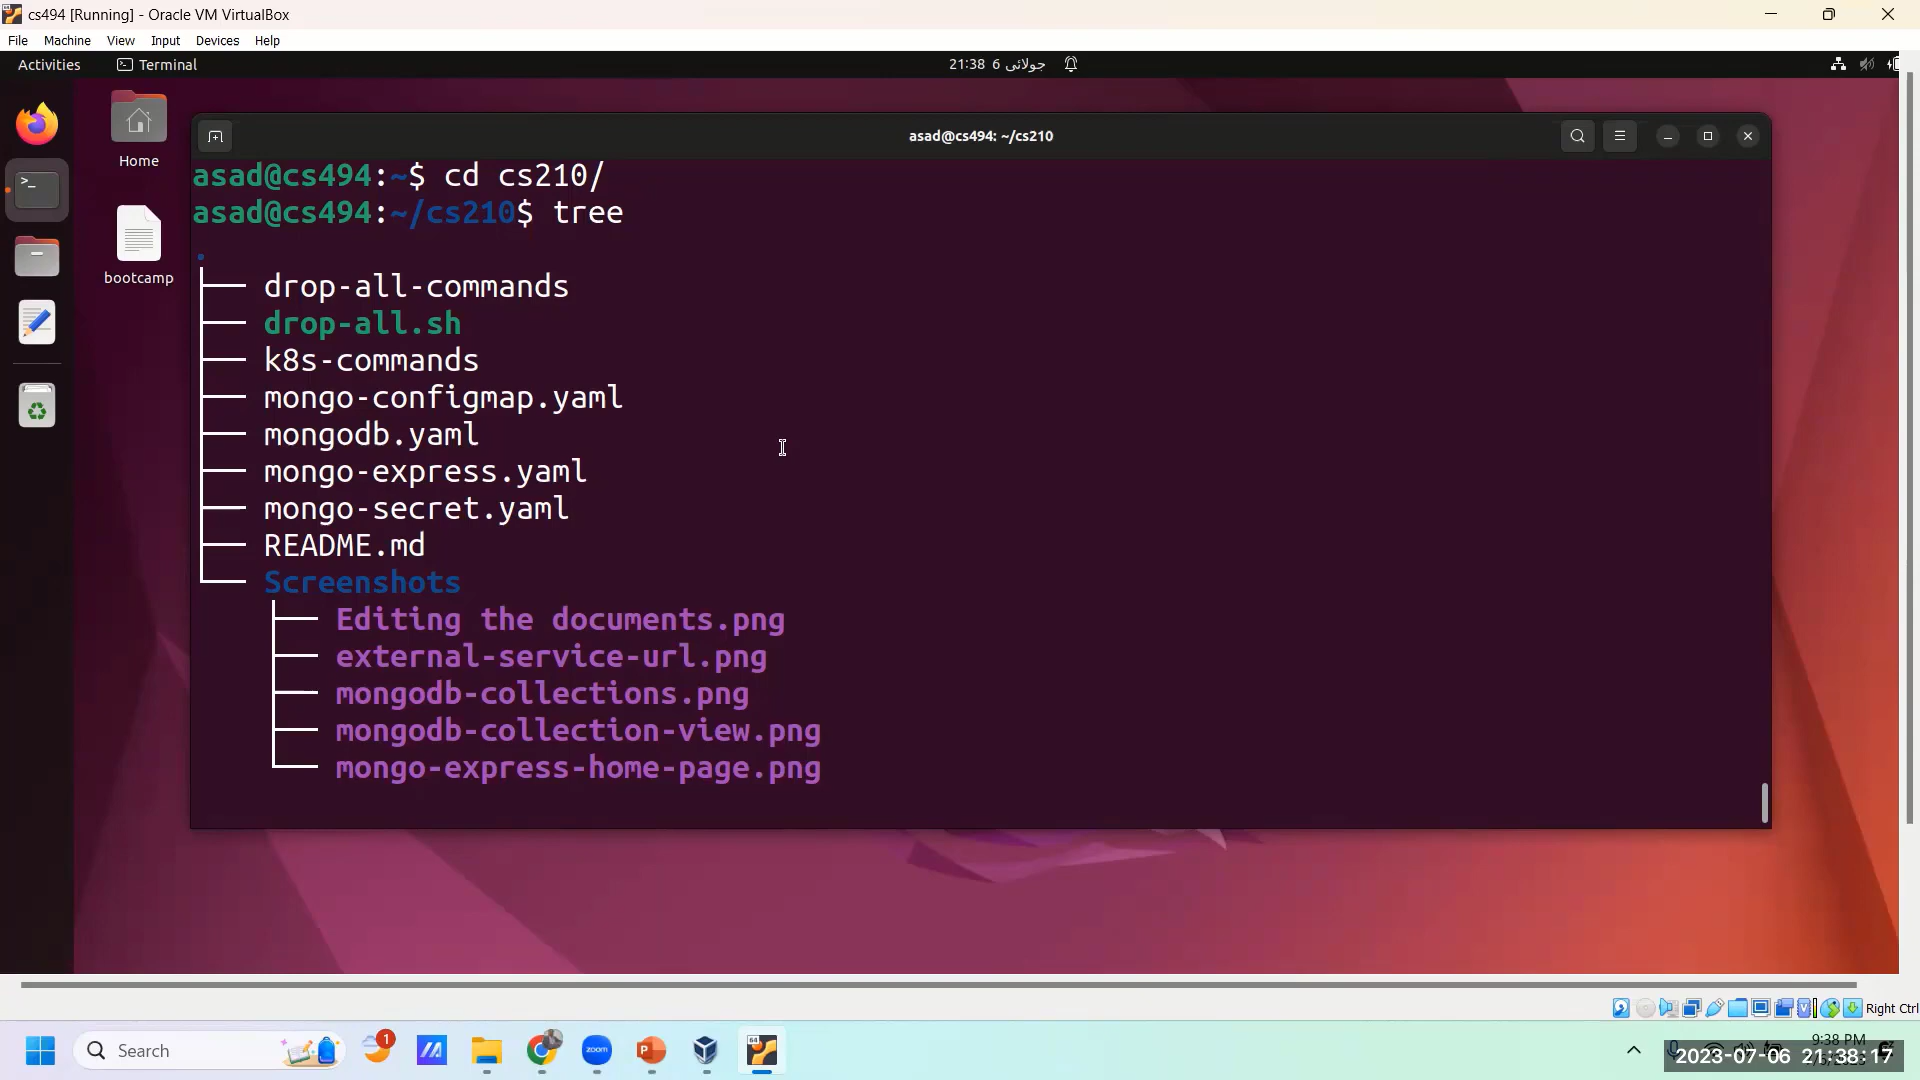 cs494 [Running] - Oracle VM VirtualBox
File Machine View Input Devices Help
Activities Terminal 21:38 6 جولائی
Home
bootcamp
asad@cs494: ~/cs210
asad@cs494:~$ cd cs210/
asad@cs494:~/cs210$ tree
.
drop-all-commands
drop-all.sh
k8s-commands
mongo-configmap.yaml
mongodb.yaml
mongo-express.yaml
mongo-secret.yaml
README.md
Screenshots
Editing the documents.png
external-service-url.png
mongodb-collections.png
mongodb-collection-view.png
mongo-express-home-page.png
Right Ctrl
Search
1
zoom
64
9:38 PM
2023-07-06 21:38:17